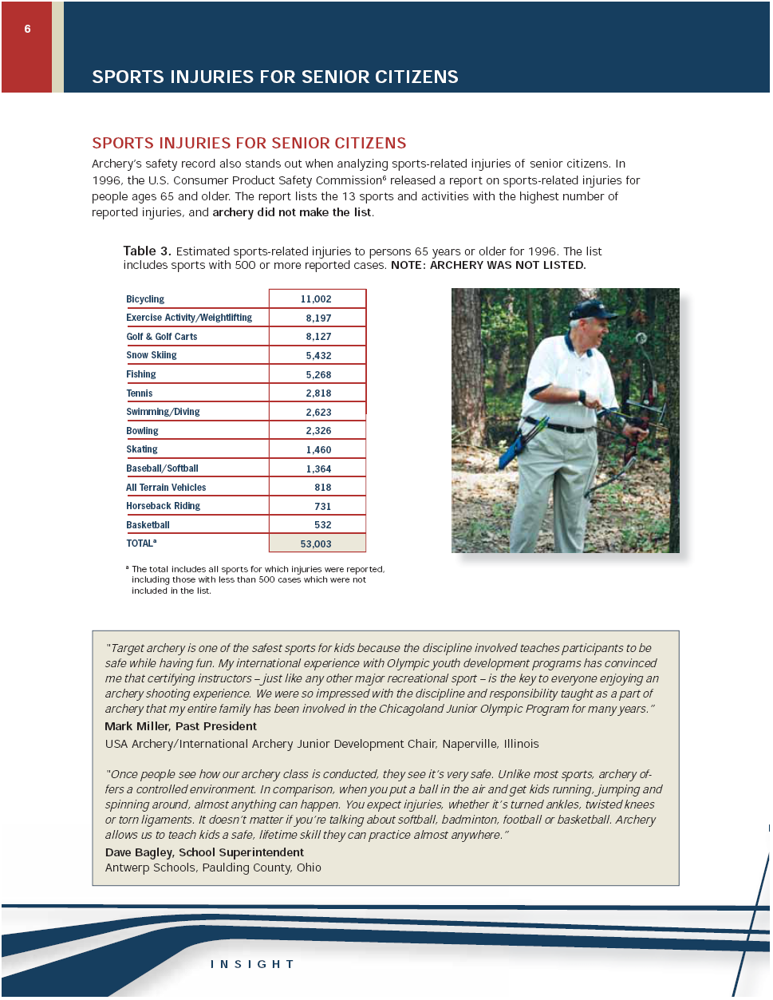 6
SPORTS INJURIES FOR SENIOR CITIZENS
SPORTS INJURIES FOR SENIOR CITIZENS
Archery's safety record also stands out when analyzing sports-related injuries of senior citizens. In
1996, the U.S. Consumer Product Safety Commission⁶ released a report on sports-related injuries for
people ages 65 and older. The report lists the 13 sports and activities with the highest number of
reported injuries, and archery did not make the list.
Table 3. Estimated sports-related injuries to persons 65 years or older for 1996. The list
includes sports with 500 or more reported cases. NOTE: ARCHERY WAS NOT LISTED.
Bicycling 11,002
Exercise Activity/Weightlifting 8,197
Golf & Golf Carts 8,127
Snow Skiing 5,432
Fishing 5,268
Tennis 2,818
Swimming/Diving 2,623
Bowling 2,326
Skating 1,460
Baseball/Softball 1,364
All Terrain Vehicles 818
Horseback Riding 731
Basketball 532
TOTALᵃ 53,003
ᵃ The total includes all sports for which injuries were reported,
including those with less than 500 cases which were not
included in the list.
"Target archery is one of the safest sports for kids because the discipline involved teaches participants to be
safe while having fun. My international experience with Olympic youth development programs has convinced
me that certifying instructors – just like any other major recreational sport – is the key to everyone enjoying an
archery shooting experience. We were so impressed with the discipline and responsibility taught as a part of
archery that my entire family has been involved in the Chicagoland Junior Olympic Program for many years."
Mark Miller, Past President
USA Archery/International Archery Junior Development Chair, Naperville, Illinois
"Once people see how our archery class is conducted, they see it's very safe. Unlike most sports, archery of-
fers a controlled environment. In comparison, when you put a ball in the air and get kids running, jumping and
spinning around, almost anything can happen. You expect injuries, whether it's turned ankles, twisted knees
or torn ligaments. It doesn't matter if you're talking about softball, badminton, football or basketball. Archery
allows us to teach kids a safe, lifetime skill they can practice almost anywhere."
Dave Bagley, School Superintendent
Antwerp Schools, Paulding County, Ohio
INSIGHT